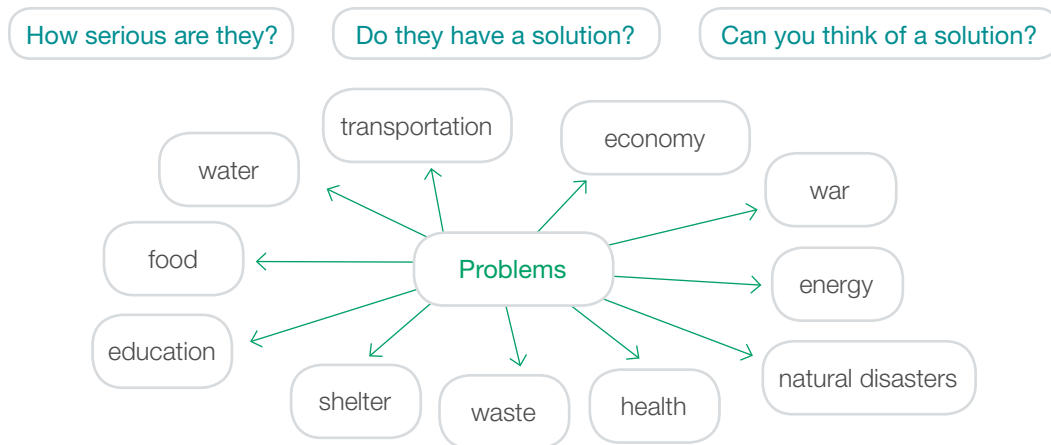 How serious are they?
Do they have a solution?
Can you think of a solution?
transportation
economy
water
war
food
Problems
energy
education
natural disasters
shelter
waste
health